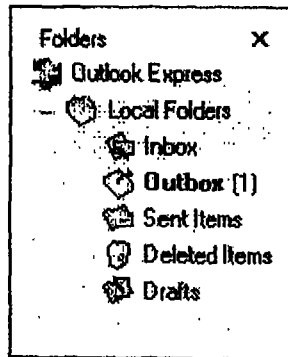 Folders X
Outlook Express
Local Folders
Inbox
Outbox (1)
Sent Items
Deleted Items
Drafts